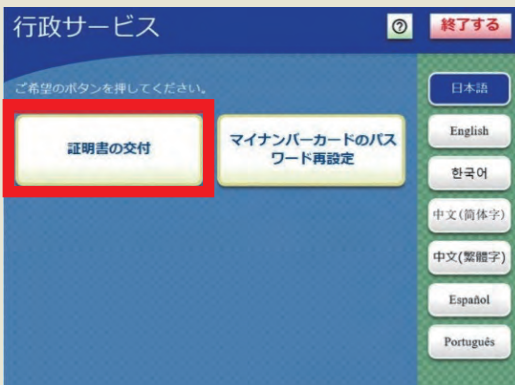 行政サービス
終了する
ご希望のボタンを押してください。
証明書の交付
マイナンバーカードのパス
ワード再設定
日本語
English
한국어
中文(简体字)
中文(繁體字)
Español
Português